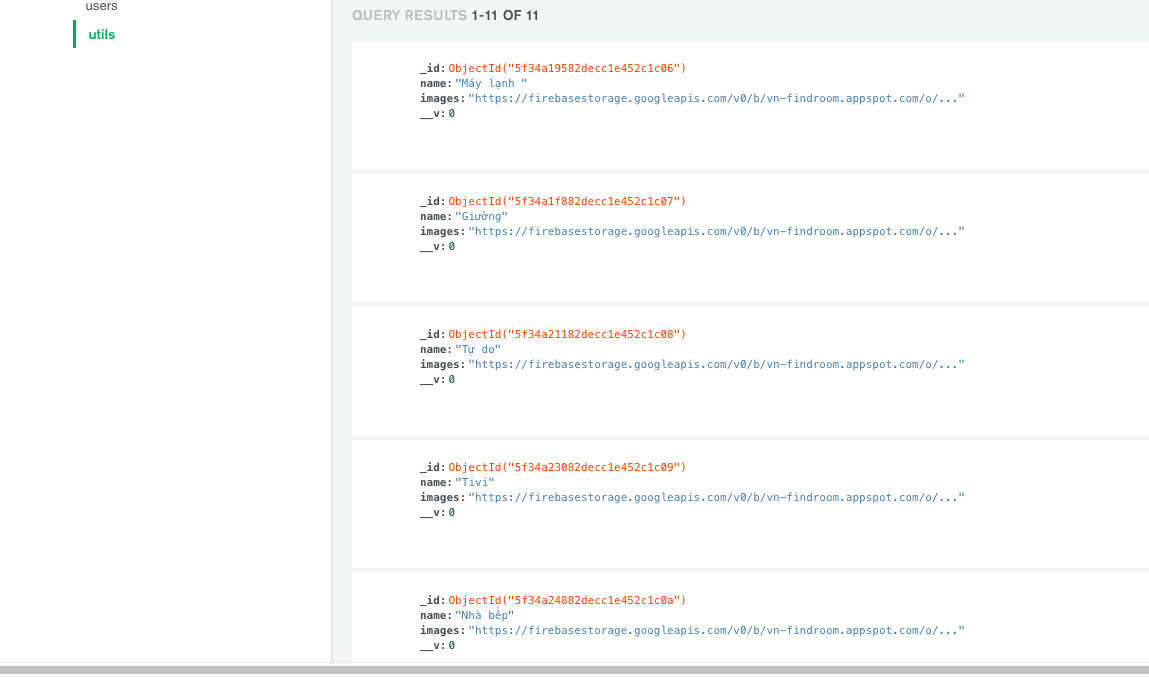 users
utils
QUERY RESULTS 1-11 OF 11
_id: ObjectId("5f34a19582decc1e452c1c06")
name: "Máy lạnh "
images: "https://firebasestorage.googleapis.com/v0/b/vn-findroom.appspot.com/o/..."
__v: 0
_id: ObjectId("5f34a1f882decc1e452c1c07")
name: "Giường"
images: "https://firebasestorage.googleapis.com/v0/b/vn-findroom.appspot.com/o/..."
__v: 0
_id: ObjectId("5f34a21182decc1e452c1c08")
name: "Tự do"
images: "https://firebasestorage.googleapis.com/v0/b/vn-findroom.appspot.com/o/..."
__v: 0
_id: ObjectId("5f34a23082decc1e452c1c09")
name: "Tivi"
images: "https://firebasestorage.googleapis.com/v0/b/vn-findroom.appspot.com/o/..."
__v: 0
_id: ObjectId("5f34a24882decc1e452c1c0a")
name: "Nhà bếp"
images: "https://firebasestorage.googleapis.com/v0/b/vn-findroom.appspot.com/o/..."
__v: 0